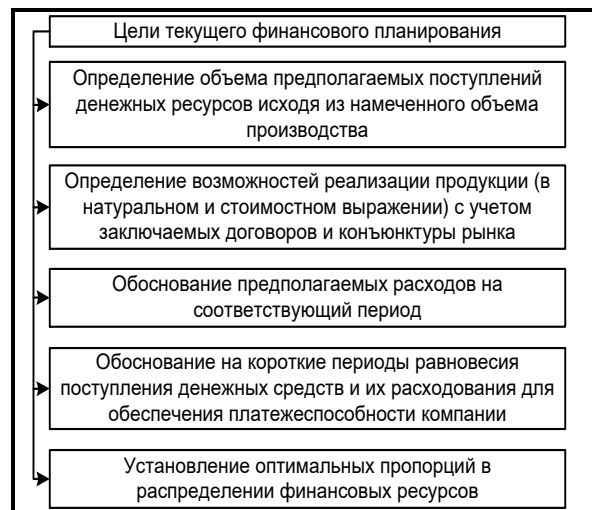 Цели текущего финансового планирования
Определение объема предполагаемых поступлений
денежных ресурсов исходя из намеченного объема
производства
Определение возможностей реализации продукции (в
натуральном и стоимостном выражении) с учетом
заключаемых договоров и конъюнктуры рынка
Обоснование предполагаемых расходов на
соответствующий период
Обоснование на короткие периоды равновесия
поступления денежных средств и их расходования для
обеспечения платежеспособности компании
Установление оптимальных пропорций в
распределении финансовых ресурсов